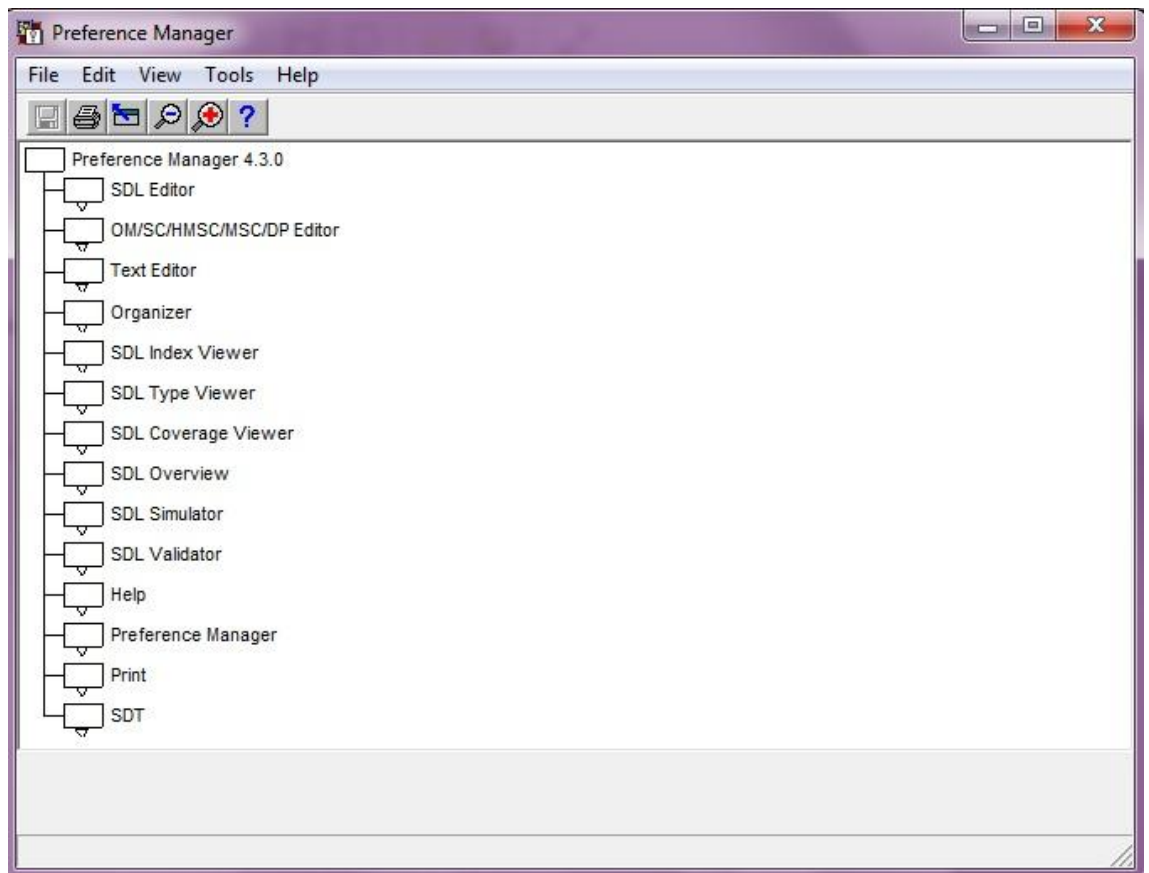 Preference Manager
File Edit View Tools Help
?
Preference Manager 4.3.0
SDL Editor
OM/SC/HMSC/MSC/DP Editor
Text Editor
Organizer
SDL Index Viewer
SDL Type Viewer
SDL Coverage Viewer
SDL Overview
SDL Simulator
SDL Validator
Help
Preference Manager
Print
SDT